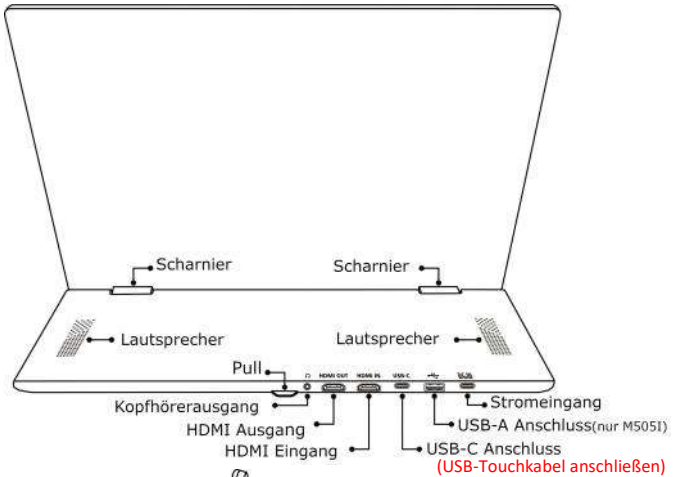 Scharnier
Scharnier
Lautsprecher
Lautsprecher
Pull
HDMI OUT
HDMI IN
USB-C
Kopfhörerausgang
Stromeingang
HDMI Ausgang
USB-A Anschluss(nur M505I)
HDMI Eingang
USB-C Anschluss
(USB-Touchkabel anschließen)